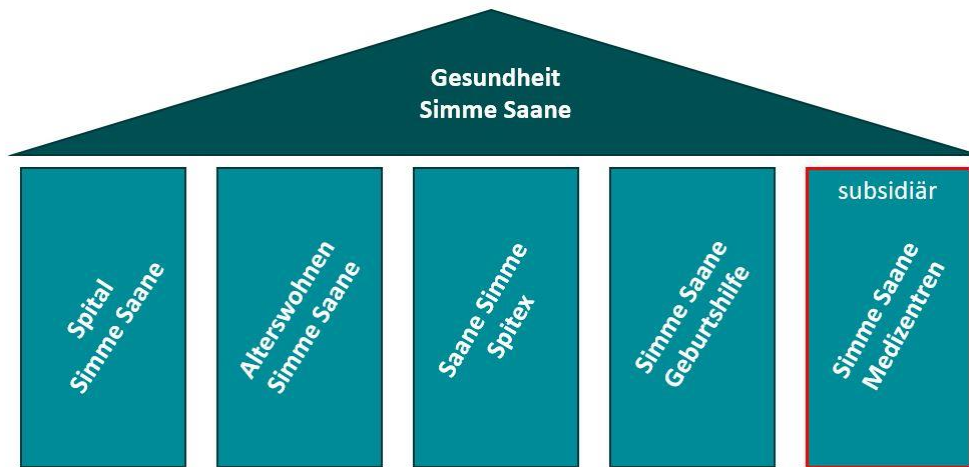 Gesundheit
Simme Saane
Spital
Simme Saane
Alterswohnen
Simme Saane
Saane Simme
Spitex
Simme Saane
Geburtshilfe
subsidiär
Simme Saane
Medizentren